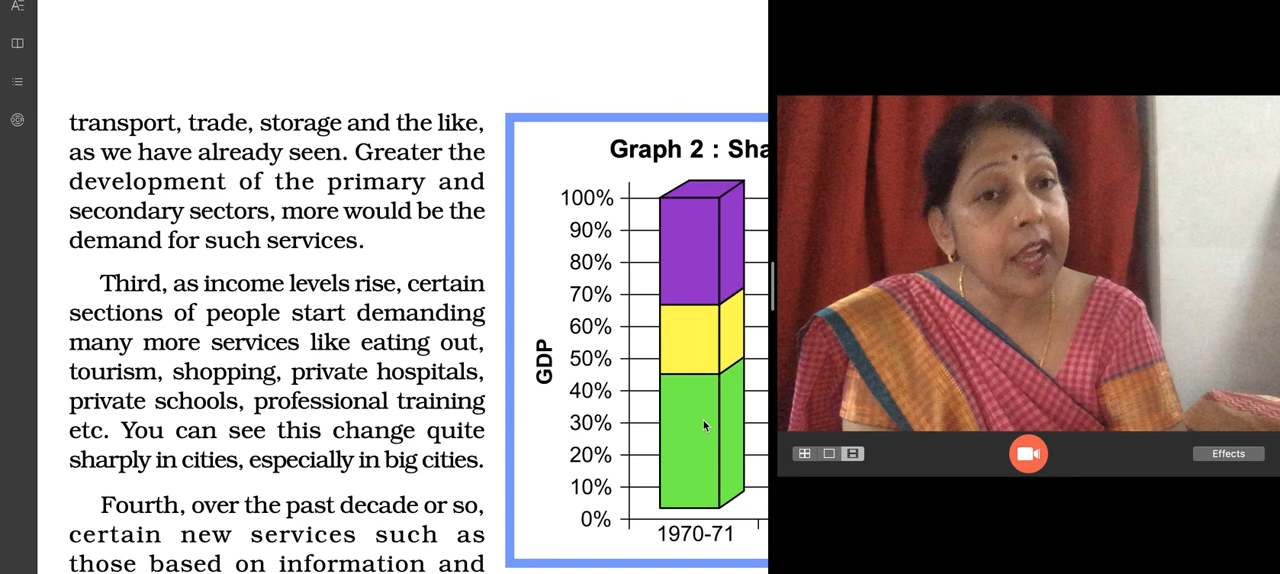 transport, trade, storage and the like,
as we have already seen. Greater the
development of the primary and
secondary sectors, more would be the
demand for such services.
Third, as income levels rise, certain
sections of people start demanding
many more services like eating out,
tourism, shopping, private hospitals,
private schools, professional training
etc. You can see this change quite
sharply in cities, especially in big cities.
Fourth, over the past decade or so,
certain new services such as
those based on information and
Graph 2 : Sha
GDP
100%
90%
80%
70%
60%
50%
40%
30%
20%
10%
0%
1970-71
Effects